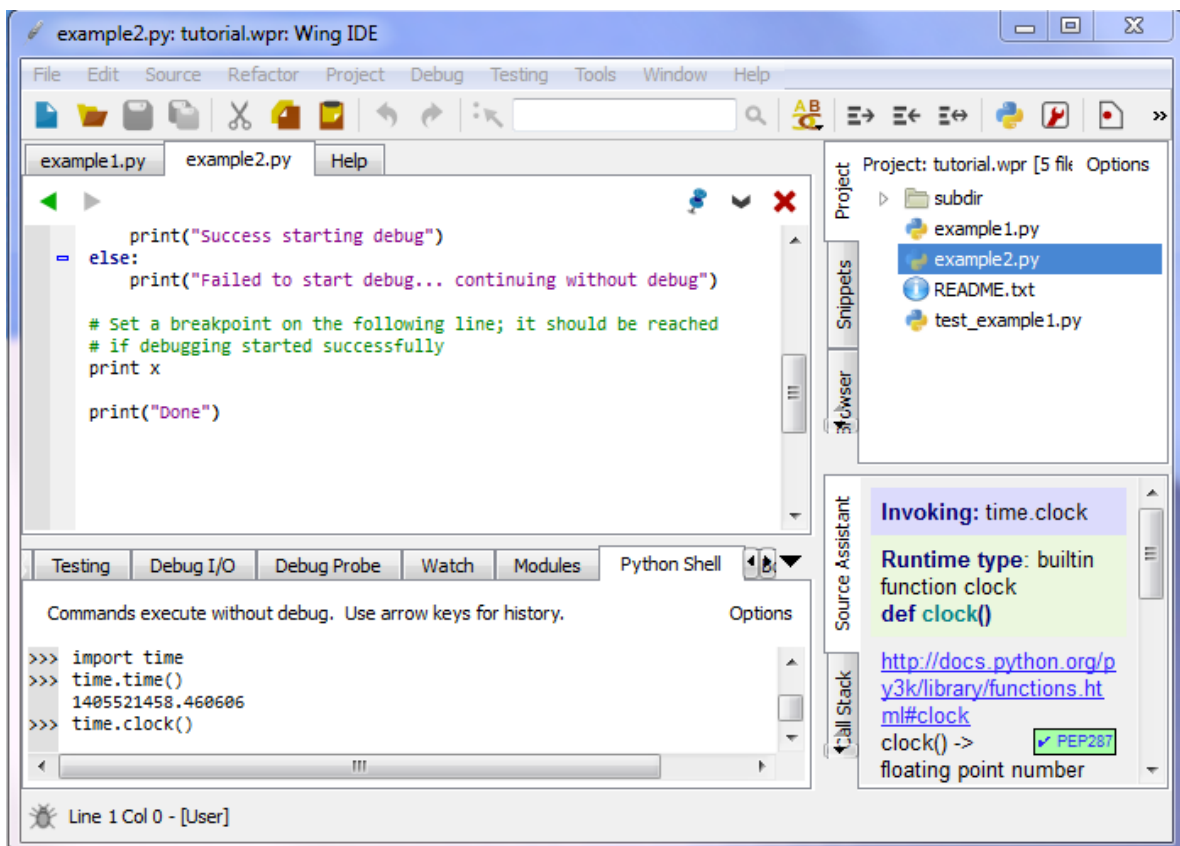 example2.py: tutorial.wpr: Wing IDE
File Edit Source Refactor Project Debug Testing Tools Window Help
example1.py example2.py Help
print("Success starting debug")
else:
print("Failed to start debug... continuing without debug")
# Set a breakpoint on the following line; it should be reached
# if debugging started successfully
print x
print("Done")
Testing Debug I/O Debug Probe Watch Modules Python Shell
Commands execute without debug. Use arrow keys for history. Options
>>> import time
>>> time.time()
1405521458.460606
>>> time.clock()
Project
Snippets
Project: tutorial.wpr [5 file Options
subdir
example1.py
example2.py
README.txt
test_example1.py
Source Assistant
Call Stack
Invoking: time.clock
Runtime type: builtin
function clock
def clock()
http://docs.python.org/p
y3k/library/functions.ht
ml#clock
clock() -> ✔ PEP287
floating point number
Line 1 Col 0 - [User]